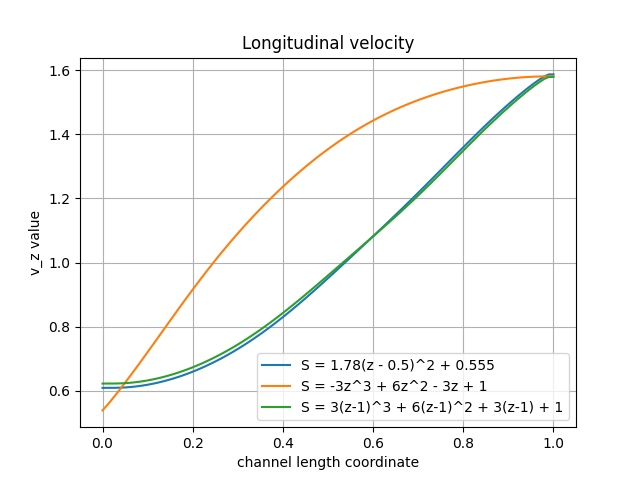 Longitudinal velocity
1.6
1.4
1.2
1.0
0.8
0.6
v_z value
S = 1.78(z - 0.5)^2 + 0.555
S = -3z^3 + 6z^2 - 3z + 1
S = 3(z-1)^3 + 6(z-1)^2 + 3(z-1) + 1
0.0 0.2 0.4 0.6 0.8 1.0
channel length coordinate